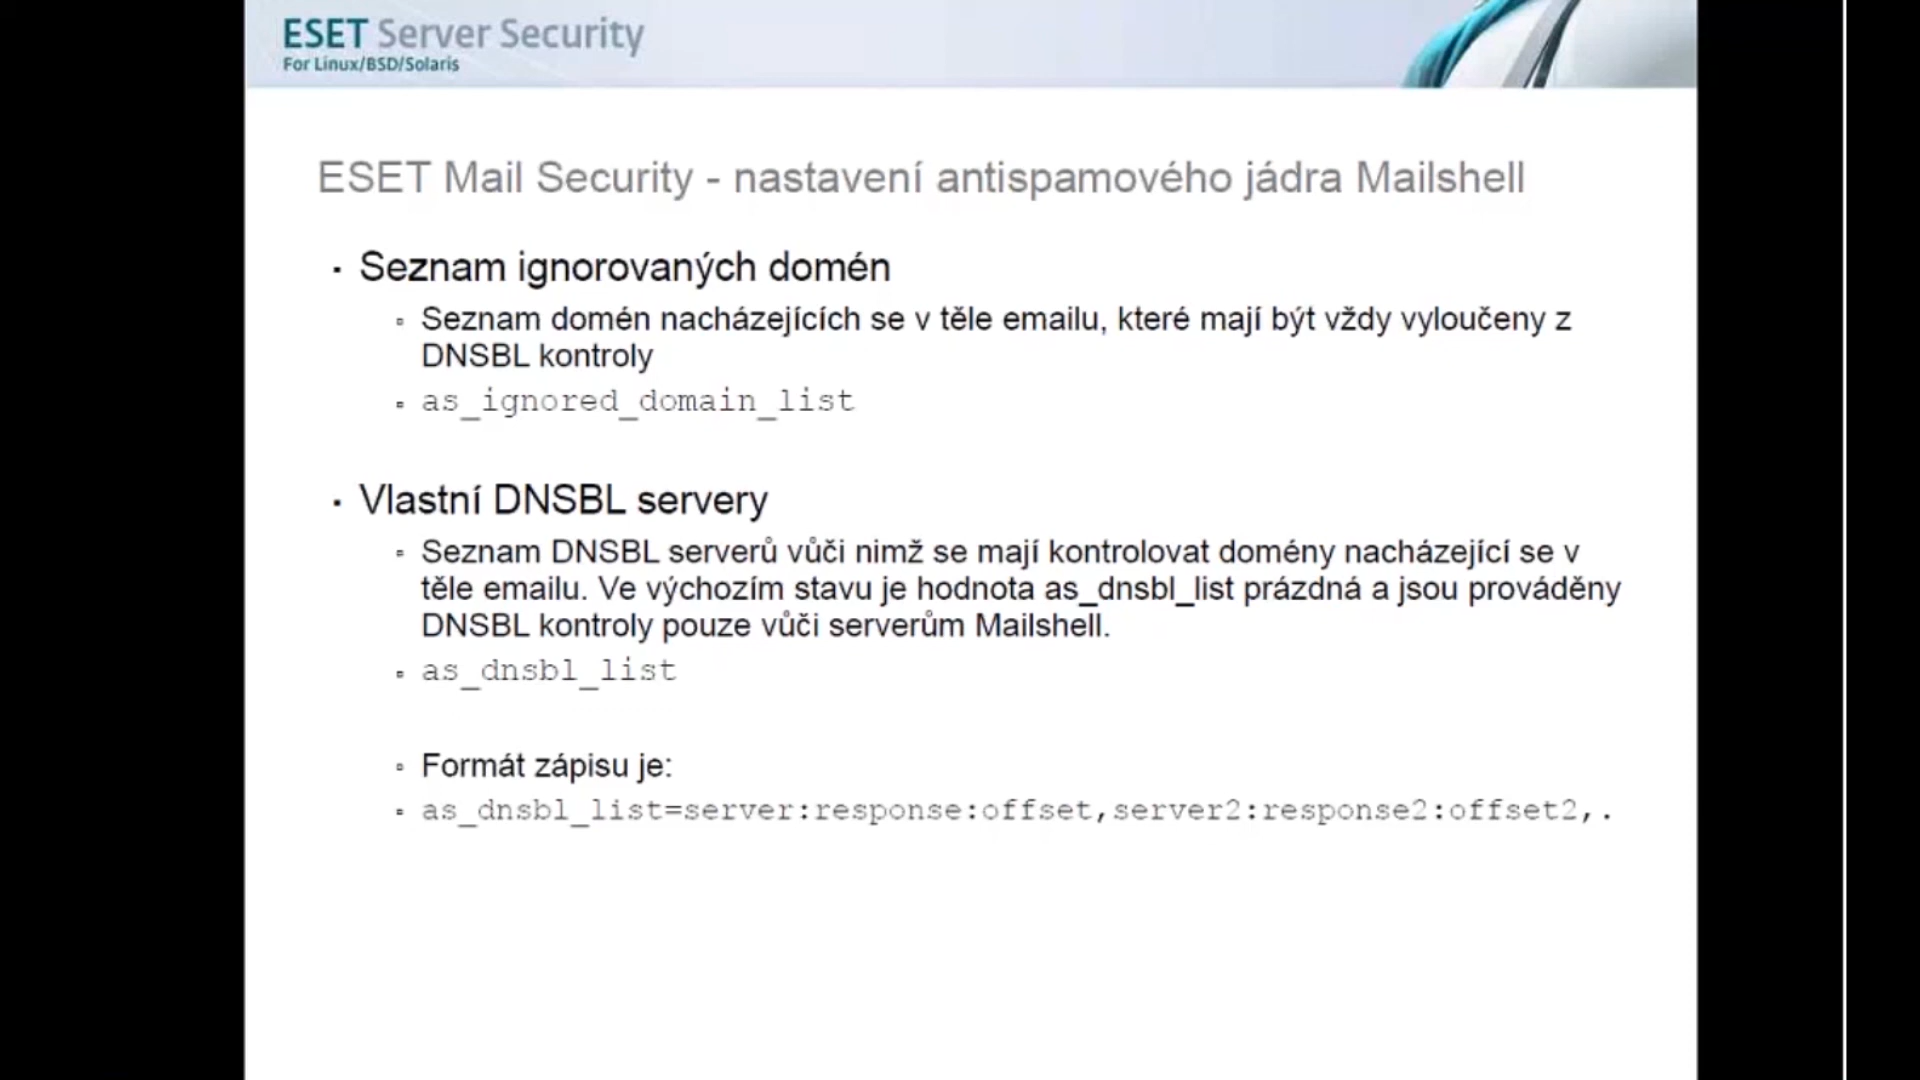 ESET Server Security
For Linux/BSD/Solaris
ESET Mail Security - nastavení antispamového jádra Mailshell
Seznam ignorovaných domén
Seznam domén nacházejících se v těle emailu, které mají být vždy vyloučeny z
DNSBL kontroly
as_ignored_domain_list
Vlastní DNSBL servery
Seznam DNSBL serverů vůči nimž se mají kontrolovat domény nacházející se v
těle emailu. Ve výchozím stavu je hodnota as_dnsbl_list prázdná a jsou prováděny
DNSBL kontroly pouze vůči serverům Mailshell.
as_dnsbl_list
Formát zápisu je:
as_dnsbl_list=server:response:offset,server2:response2:offset2,.